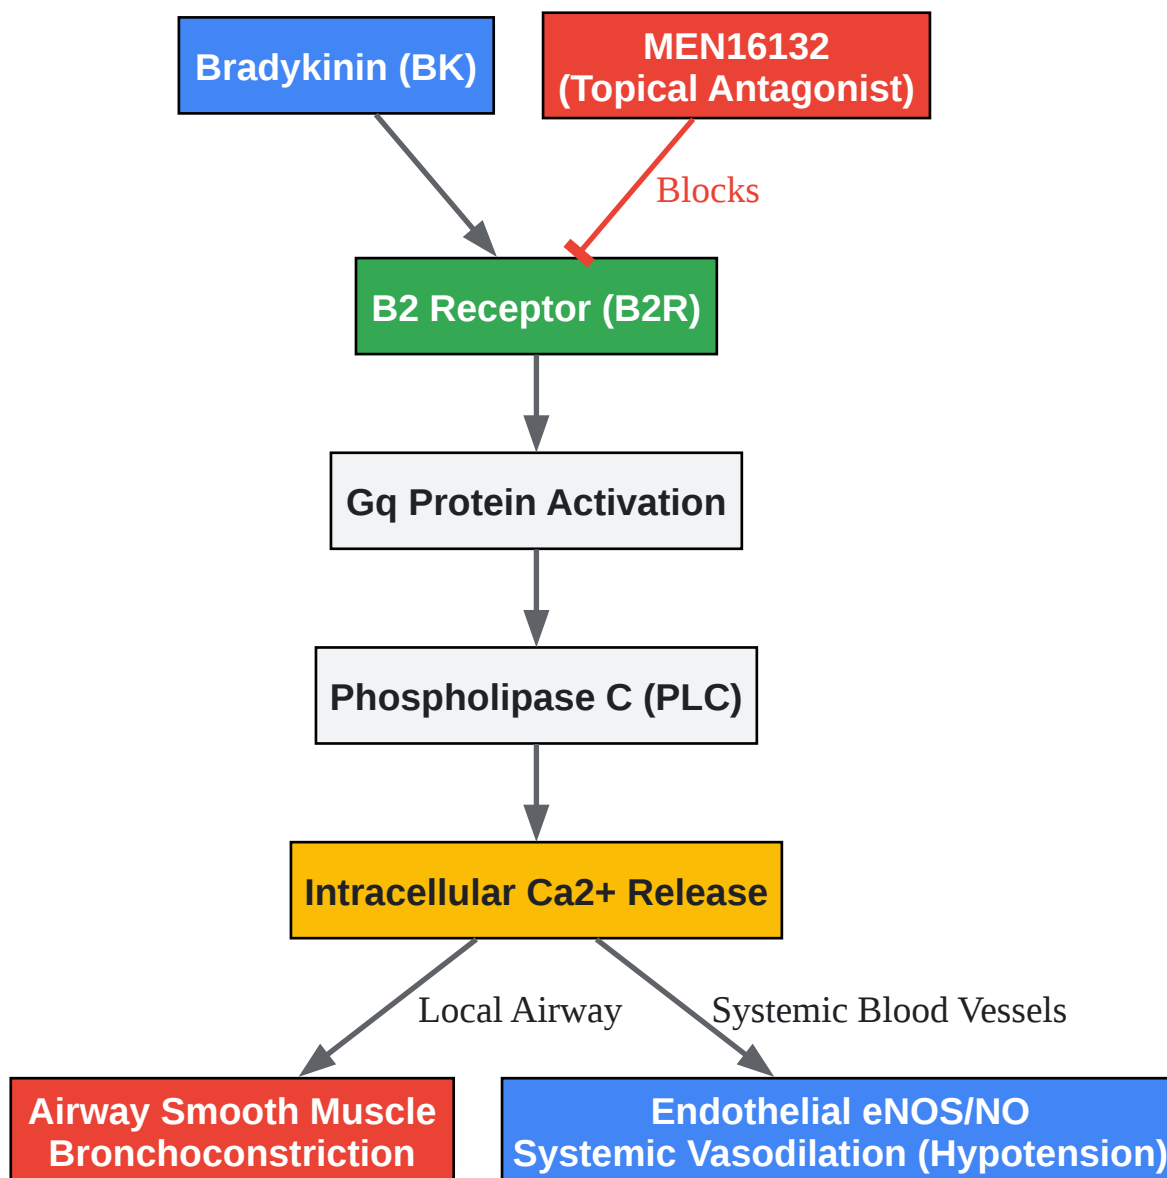 Bradykinin (BK)
MEN16132
(Topical Antagonist)
Blocks
B2 Receptor (B2R)
Gq Protein Activation
Phospholipase C (PLC)
Intracellular Ca2+ Release
Local Airway
Systemic Blood Vessels
Airway Smooth Muscle
Bronchoconstriction
Endothelial eNOS/NO
Systemic Vasodilation (Hypotension)